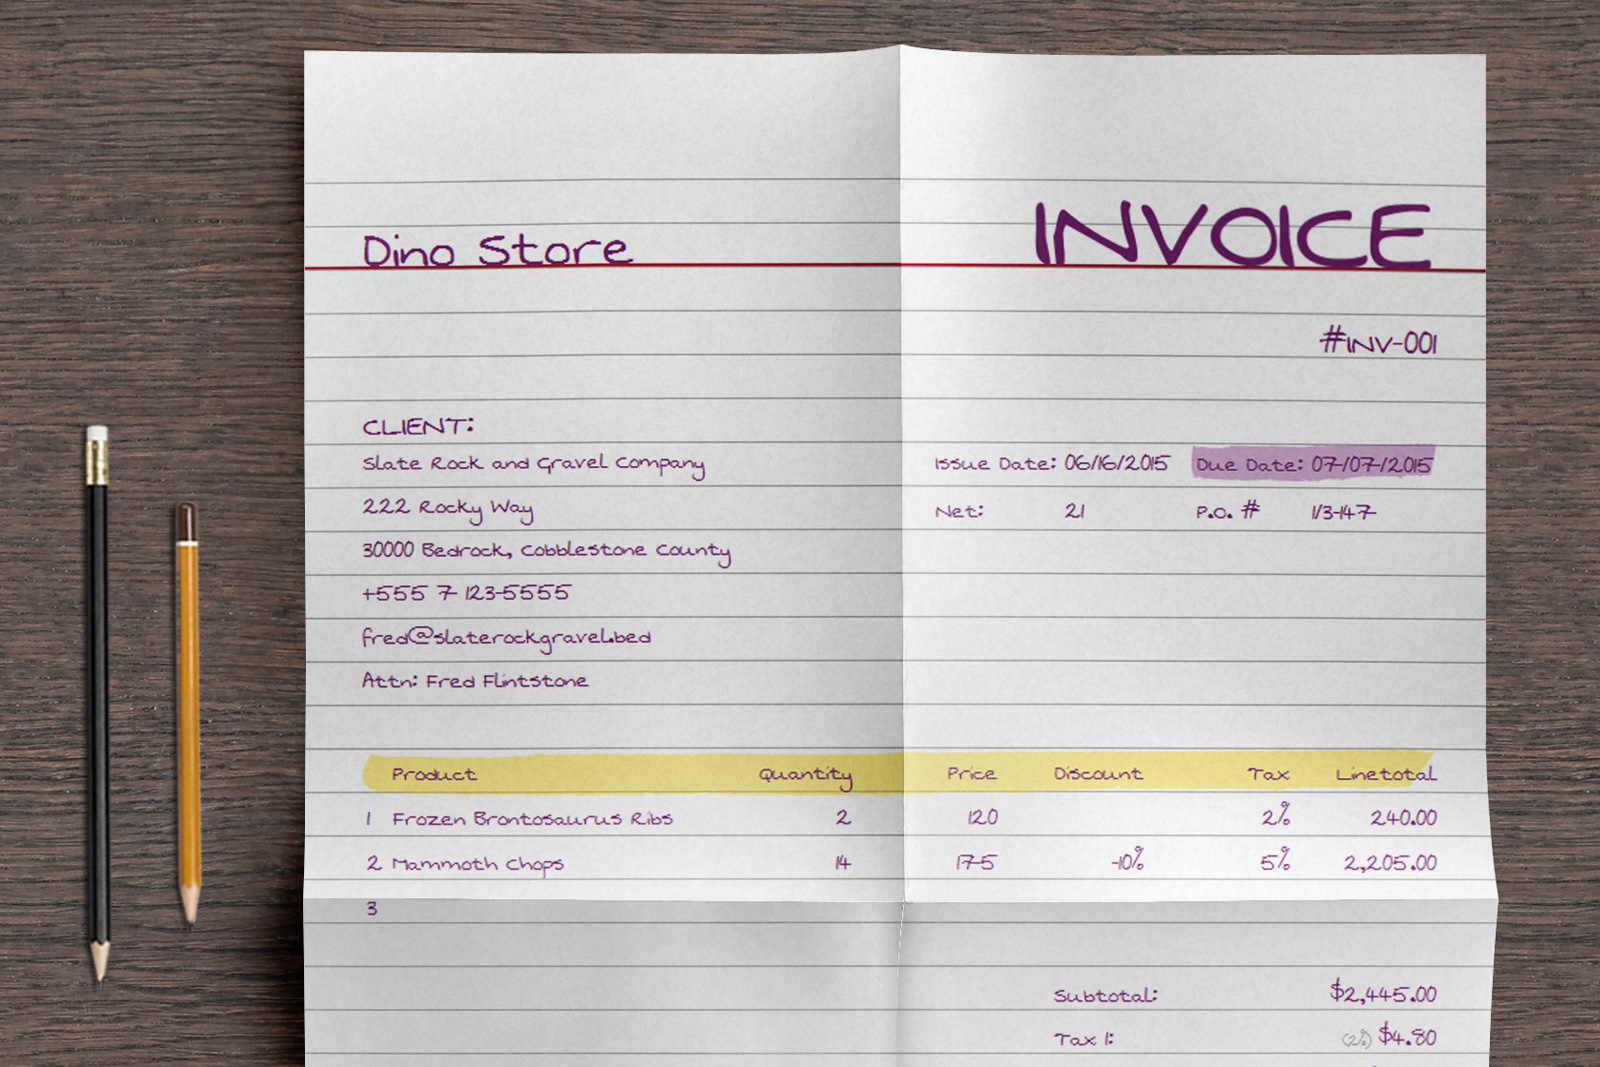 Dino Store
INVOICE
#INV-001
CLIENT:
Slate Rock and Gravel Company
222 Rocky Way
30000 Bedrock, Cobblestone County
+555 7 123-5555
fred@slaterockgravel.bed
Attn: Fred Flintstone
Issue Date: 06/16/2015 Due Date: 07/07/2015
Net: 21 P.O. # 1/3-147
Product Quantity Price Discount Tax Linetotal
1 Frozen Brontosaurus Ribs 2 120 2% 240.00
2 Mammoth Chops 14 175 -10% 5% 2,205.00
3
Subtotal: $2,445.00
Tax 1: (2%) $4.80